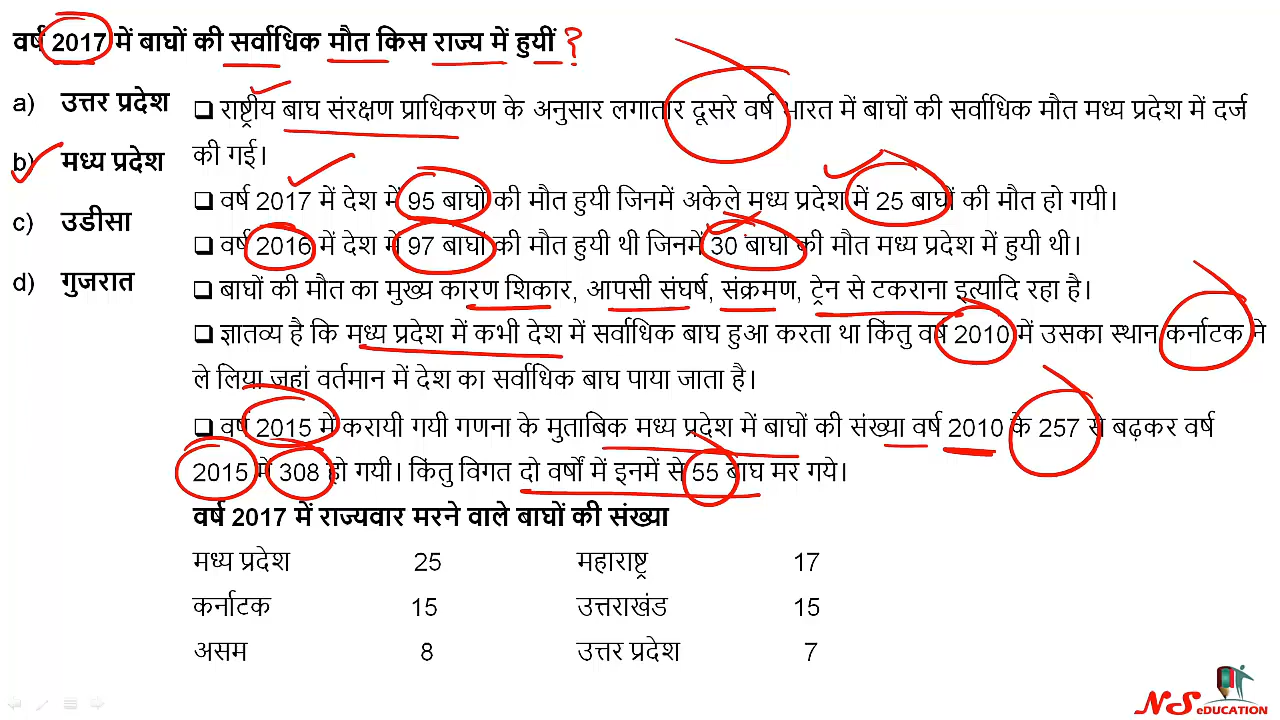 वर्ष 2017 में बाघों की सर्वाधिक मौत किस राज्य में हुयीं ?
a) उत्तर प्रदेश
b) मध्य प्रदेश
c) उडीसा
d) गुजरात
❑ राष्ट्रीय बाघ संरक्षण प्राधिकरण के अनुसार लगातार दूसरे वर्ष भारत में बाघों की सर्वाधिक मौत मध्य प्रदेश में दर्ज
की गई।
❑ वर्ष 2017 में देश में 95 बाघों की मौत हुयी जिनमें अकेले मध्य प्रदेश में 25 बाघों की मौत हो गयी।
❑ वर्ष 2016 में देश में 97 बाघों की मौत हुयी थी जिनमें 30 बाघों की मौत मध्य प्रदेश में हुयी थी।
❑ बाघों की मौत का मुख्य कारण शिकार, आपसी संघर्ष, संक्रमण, ट्रेन से टकराना इत्यादि रहा है।
❑ ज्ञातव्य है कि मध्य प्रदेश में कभी देश में सर्वाधिक बाघ हुआ करता था किंतु वर्ष 2010 में उसका स्थान कर्नाटक ने
ले लिया जहां वर्तमान में देश का सर्वाधिक बाघ पाया जाता है।
❑ वर्ष 2015 में करायी गयी गणना के मुताबिक मध्य प्रदेश में बाघों की संख्या वर्ष 2010 के 257 से बढ़कर वर्ष
2015 में 308 हो गयी। किंतु विगत दो वर्षों में इनमें से 55 बाघ मर गये।
वर्ष 2017 में राज्यवार मरने वाले बाघों की संख्या
मध्य प्रदेश 25 महाराष्ट्र 17
कर्नाटक 15 उत्तराखंड 15
असम 8 उत्तर प्रदेश 7
NS eDUCATION